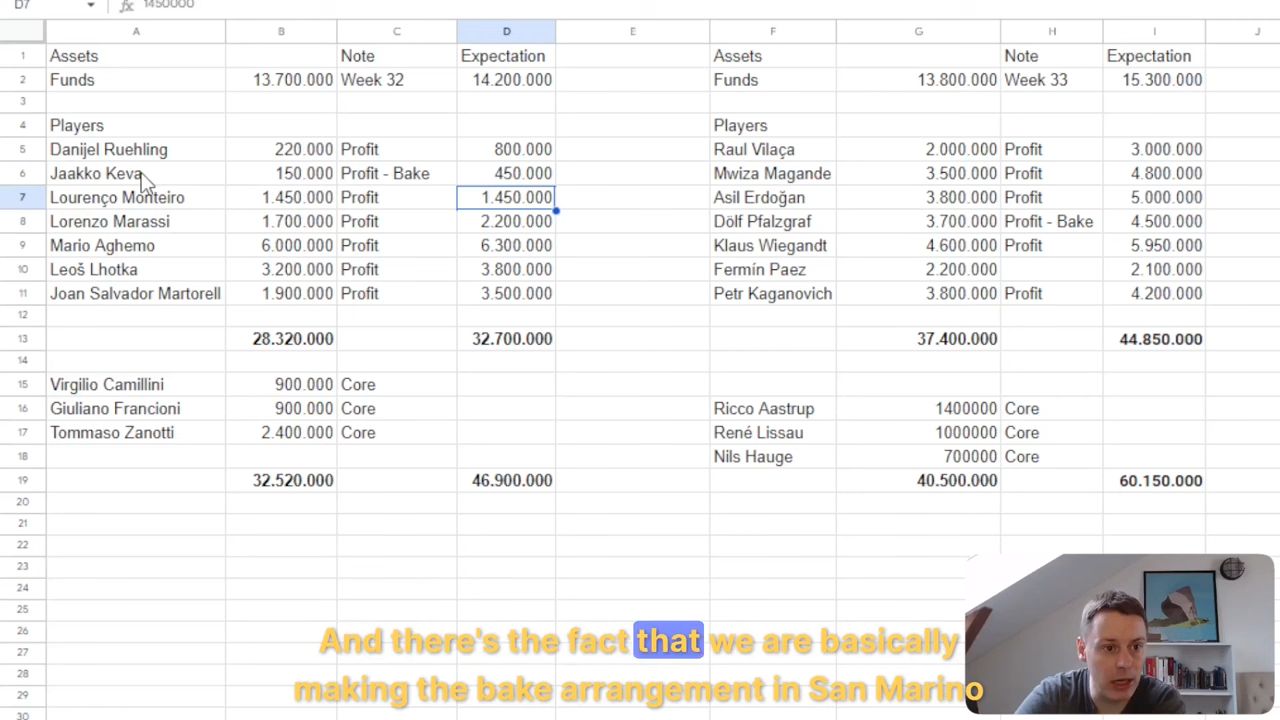 D7 fx 1450000
A B C D E F G H I J
1 Assets Note Expectation Assets Note Expectation
2 Funds 13.700.000 Week 32 14.200.000 Funds 13.800.000 Week 33 15.300.000
3
4 Players Players
5 Danijel Ruehling 220.000 Profit 800.000 Raul Vilaça 2.000.000 Profit 3.000.000
6 Jaakko Keva 150.000 Profit - Bake 450.000 Mwiza Magande 3.500.000 Profit 4.800.000
7 Lourenço Monteiro 1.450.000 Profit 1.450.000 Asil Erdoğan 3.800.000 Profit 5.000.000
8 Lorenzo Marassi 1.700.000 Profit 2.200.000 Dölf Pfalzgraf 3.700.000 Profit - Bake 4.500.000
9 Mario Aghemo 6.000.000 Profit 6.300.000 Klaus Wiegandt 4.600.000 Profit 5.950.000
10 Leoš Lhotka 3.200.000 Profit 3.800.000 Fermín Paez 2.200.000 2.100.000
11 Joan Salvador Martorell 1.900.000 Profit 3.500.000 Petr Kaganovich 3.800.000 Profit 4.200.000
12
13 28.320.000 32.700.000 37.400.000 44.850.000
14
15 Virgilio Camillini 900.000 Core
16 Giuliano Francioni 900.000 Core Ricco Aastrup 1400000 Core
17 Tommaso Zanotti 2.400.000 Core René Lissau 1000000 Core
18 Nils Hauge 700000 Core
19 32.520.000 46.900.000 40.500.000 60.150.000
20
21
22
23
24
25
26
27
28
29
30
And there's the fact that we are basically
making the bake arrangement in San Marino